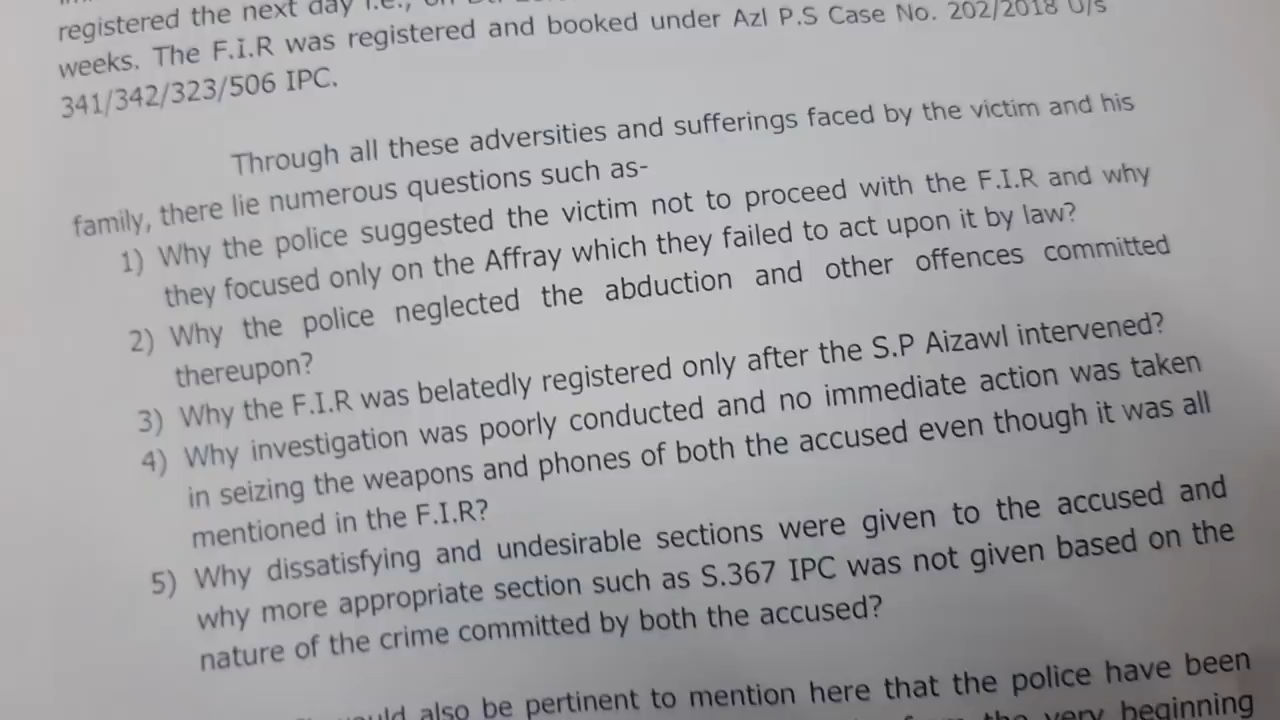 registered the next day i.e., on
weeks. The F.I.R was registered and booked under Azl P.S Case No. 202/2018 U/s
341/342/323/506 IPC.
Through all these adversities and sufferings faced by the victim and his
family, there lie numerous questions such as-
1) Why the police suggested the victim not to proceed with the F.I.R and why
they focused only on the Affray which they failed to act upon it by law?
2) Why the police neglected the abduction and other offences committed
thereupon?
3) Why the F.I.R was belatedly registered only after the S.P Aizawl intervened?
4) Why investigation was poorly conducted and no immediate action was taken
in seizing the weapons and phones of both the accused even though it was all
mentioned in the F.I.R?
5) Why dissatisfying and undesirable sections were given to the accused and
why more appropriate section such as S.367 IPC was not given based on the
nature of the crime committed by both the accused?
also be pertinent to mention here that the police have been
the very beginning